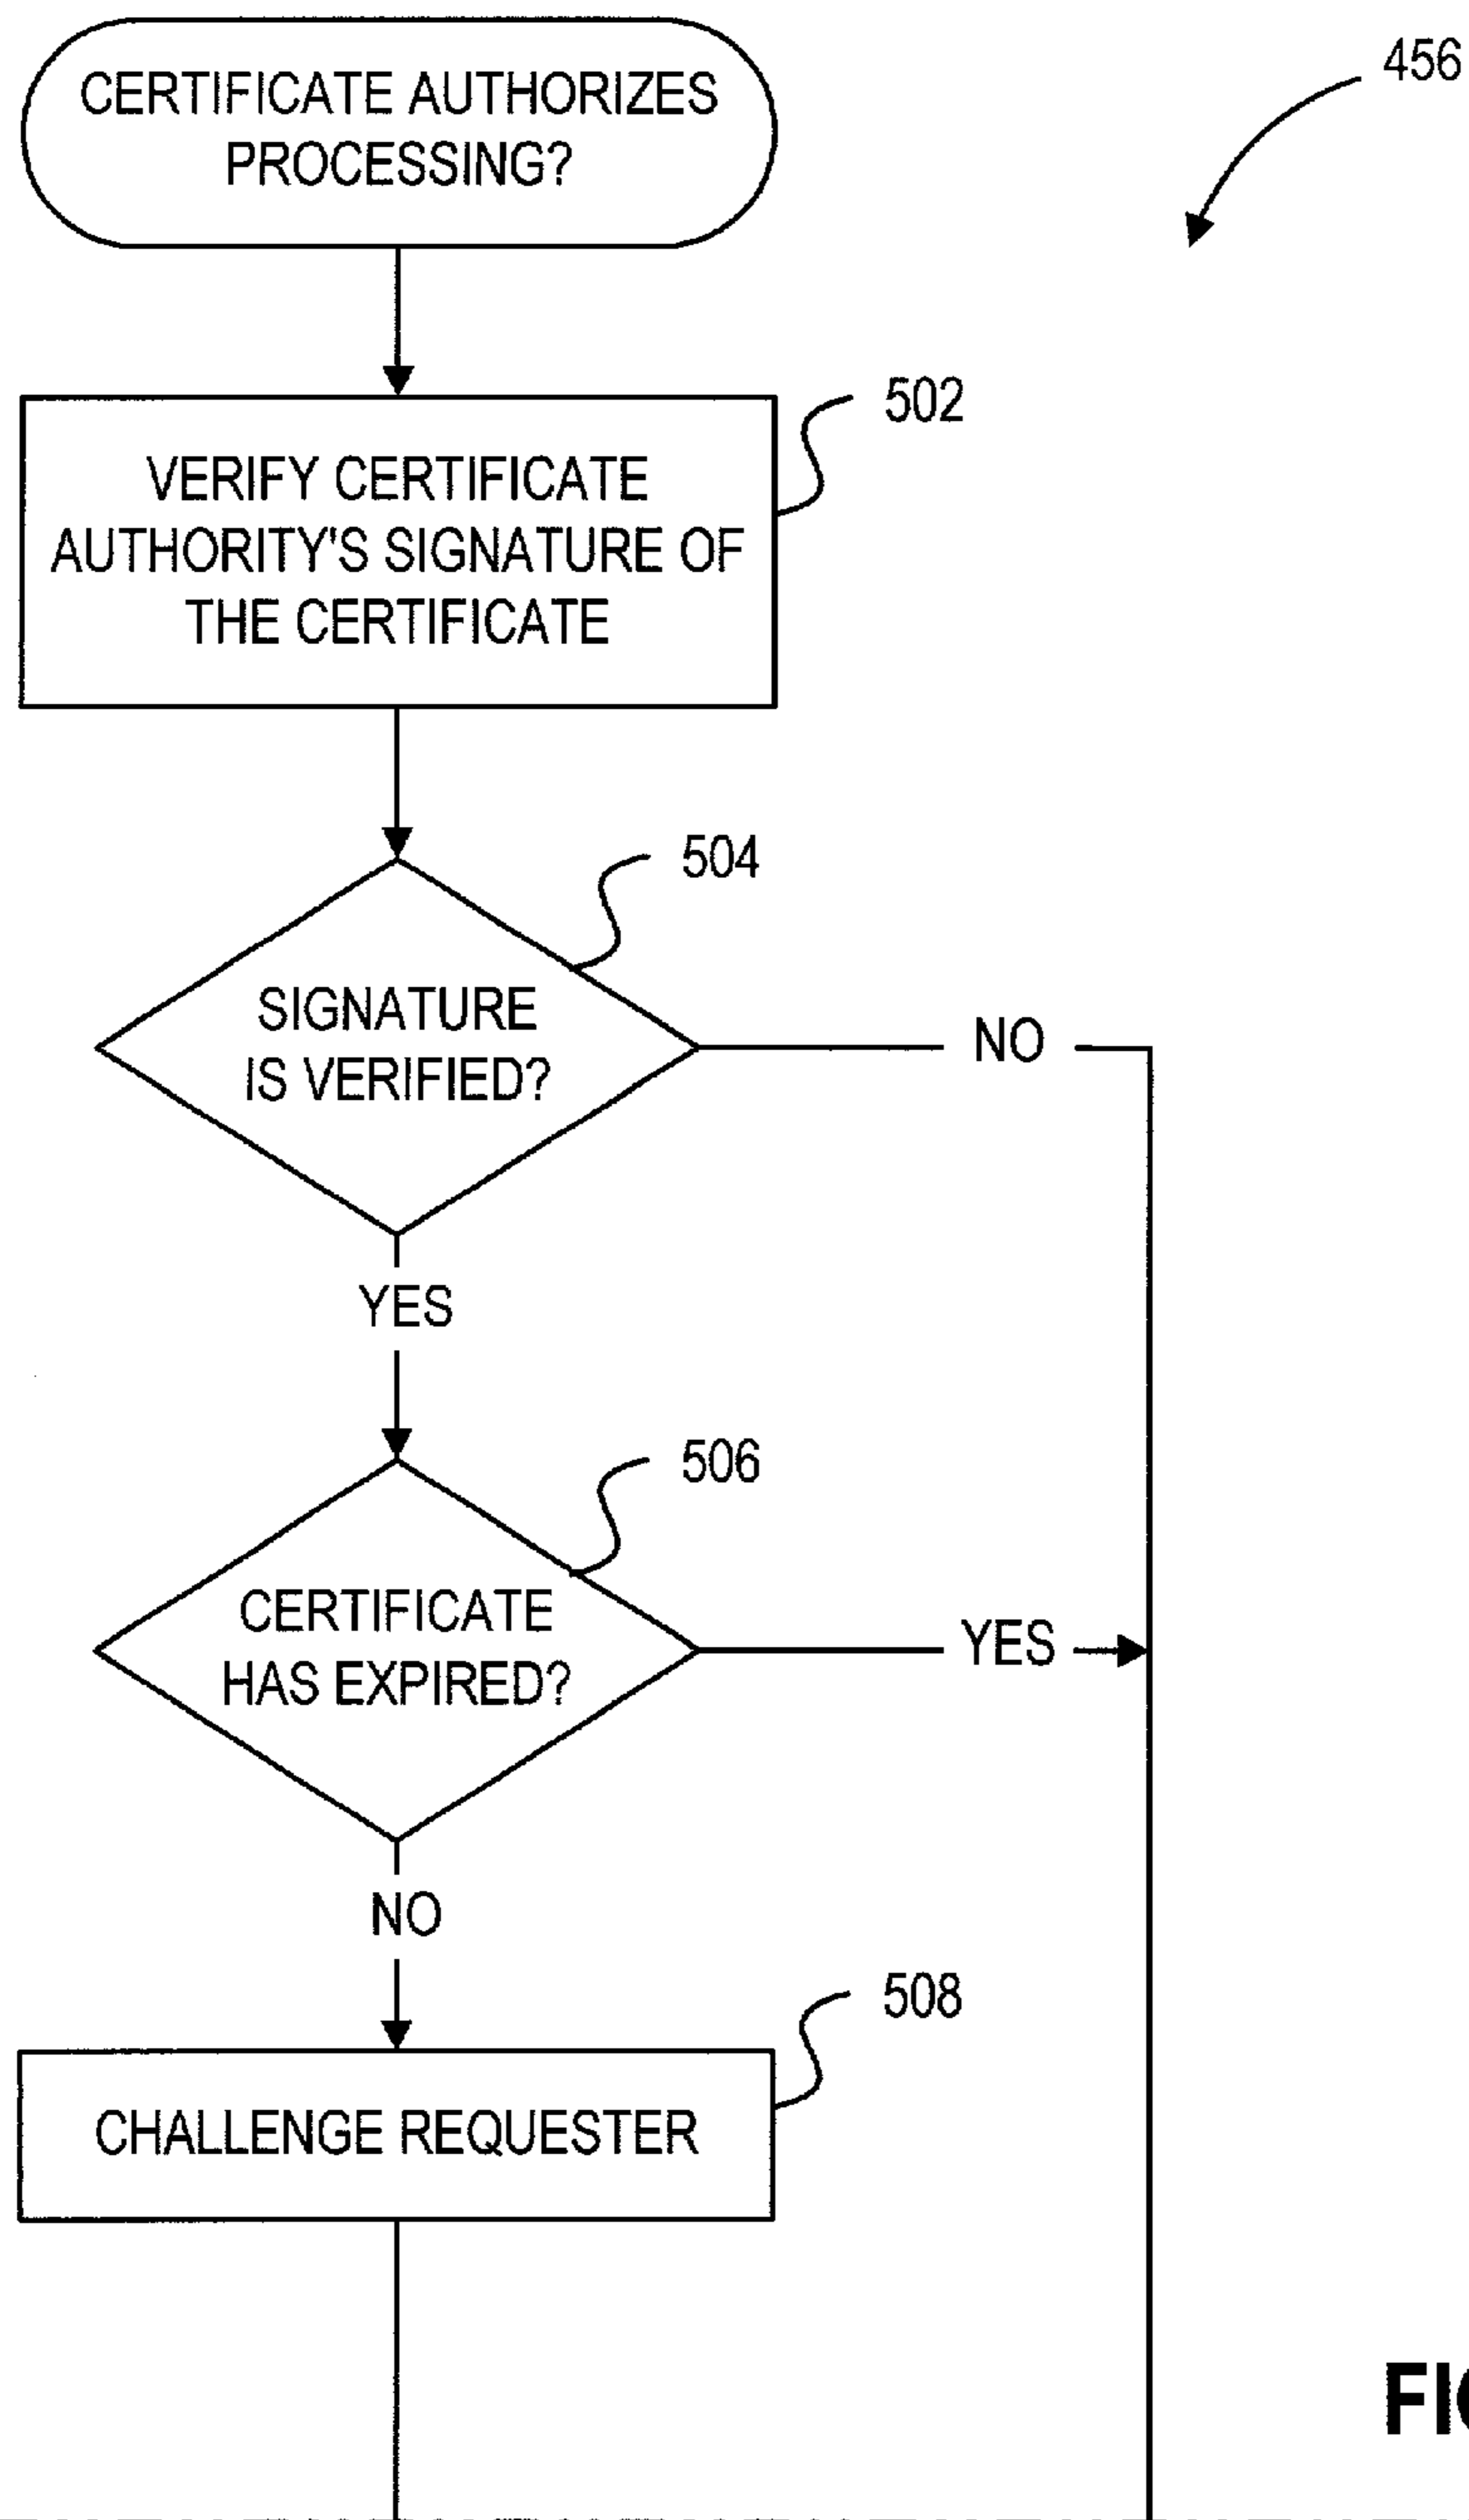 CERTIFICATE AUTHORIZES
PROCESSING?
456
502
VERIFY CERTIFICATE
AUTHORITY'S SIGNATURE OF
THE CERTIFICATE
504
SIGNATURE
IS VERIFIED?
NO
YES
506
CERTIFICATE
HAS EXPIRED?
YES
NO
508
CHALLENGE REQUESTER